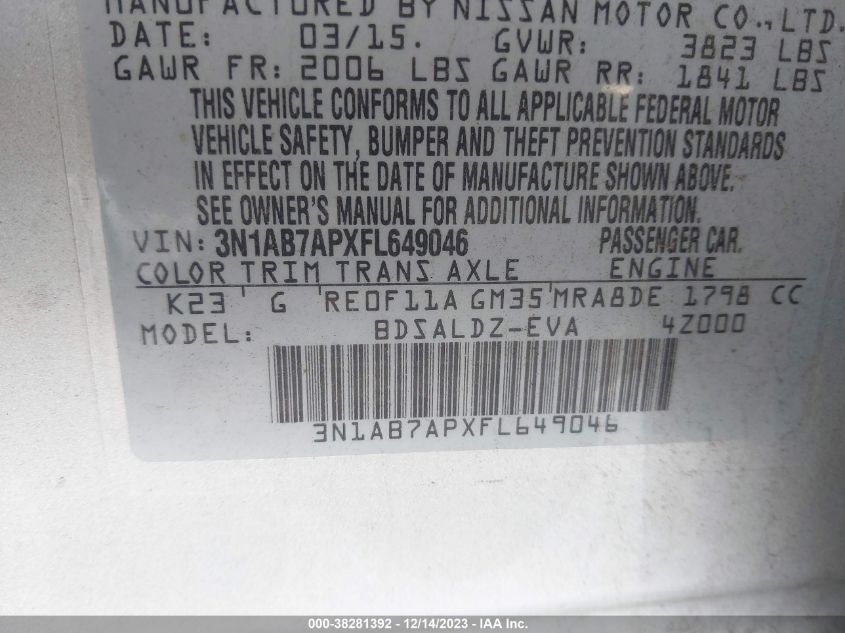 MANUFACTURED BY NISSAN MOTOR CO.,LTD.
DATE: 03/15. GVWR: 3823 LBS
GAWR FR: 2006 LBS GAWR RR: 1841 LBS
THIS VEHICLE CONFORMS TO ALL APPLICABLE FEDERAL MOTOR
VEHICLE SAFETY, BUMPER AND THEFT PREVENTION STANDARDS
IN EFFECT ON THE DATE OF MANUFACTURE SHOWN ABOVE.
SEE OWNER'S MANUAL FOR ADDITIONAL INFORMATION.
VIN: 3N1AB7APXFL649046 PASSENGER CAR.
COLOR TRIM TRANS AXLE ENGINE
K23 G RE0F11A GM35 MRA8DE 1798 CC
MODEL: BDSALDZ-EVA 4Z000
3N1AB7APXFL649046
000-38281392 - 12/14/2023 - IAA Inc.